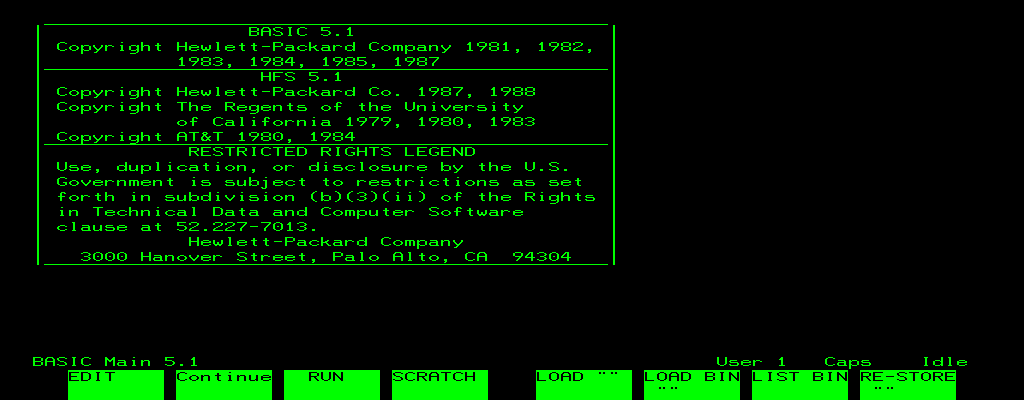 BASIC 5.1
Copyright Hewlett-Packard Company 1981, 1982,
1983, 1984, 1985, 1987
HFS 5.1
Copyright Hewlett-Packard Co. 1987, 1988
Copyright The Regents of the University
of California 1979, 1980, 1983
Copyright AT&T 1980, 1984
RESTRICTED RIGHTS LEGEND
Use, duplication, or disclosure by the U.S.
Government is subject to restrictions as set
forth in subdivision (b)(3)(ii) of the Rights
in Technical Data and Computer Software
clause at 52.227-7013.
Hewlett-Packard Company
3000 Hanover Street, Palo Alto, CA  94304
BASIC Main 5.1 User 1 Caps Idle
EDIT Continue RUN SCRATCH LOAD "" LOAD BIN LIST BIN RE-STORE
"" ""